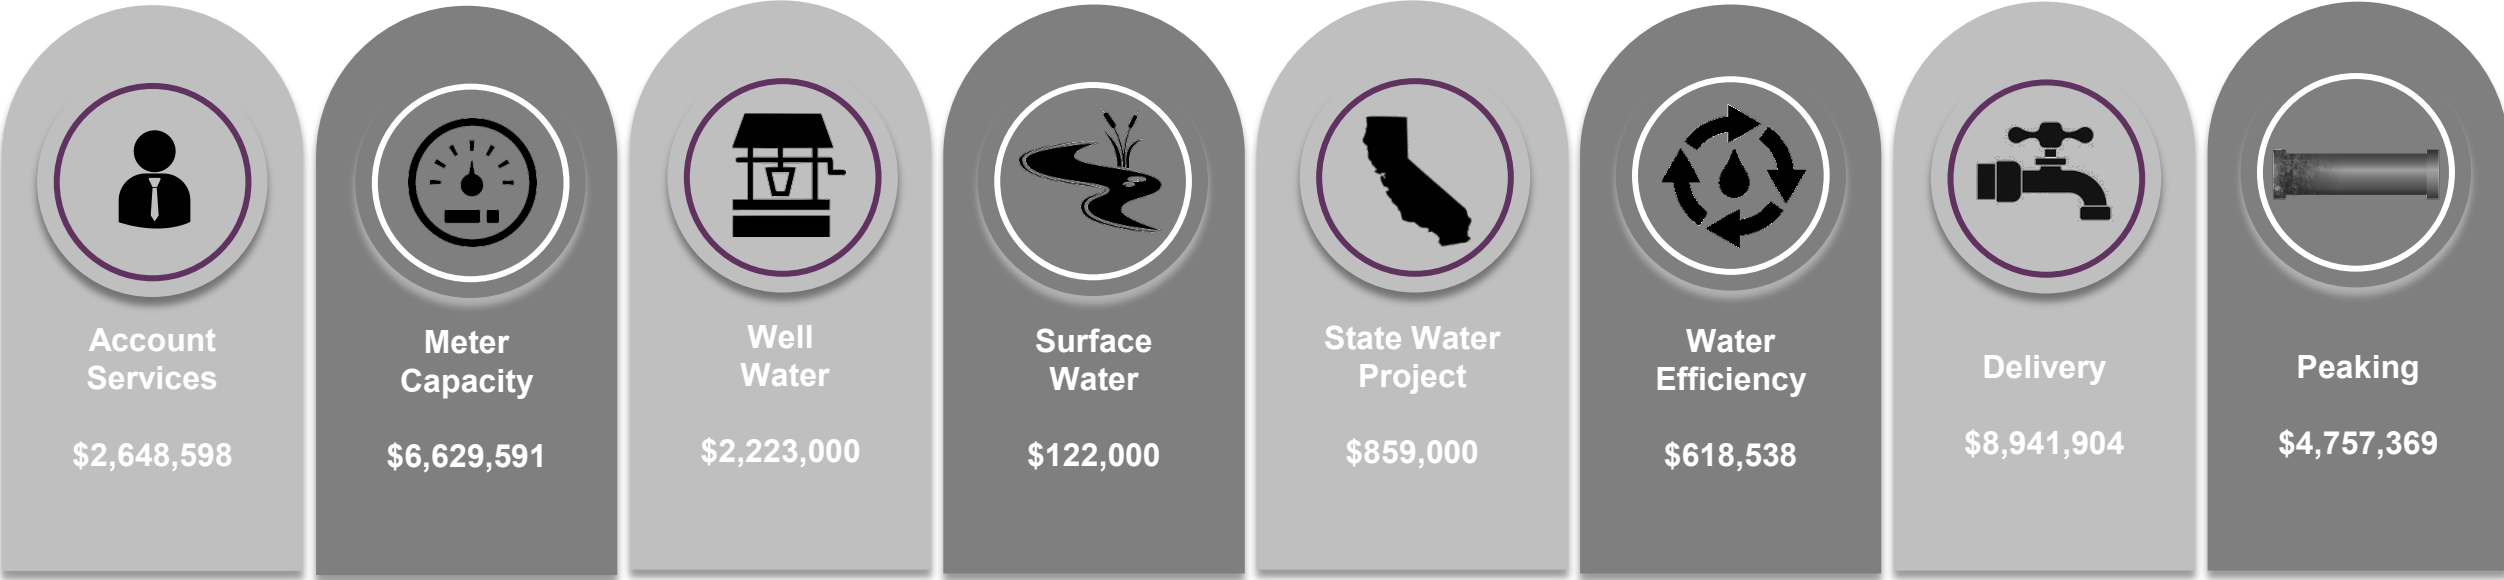 Account
Services
$2,648,598
Meter
Capacity
$6,629,591
Well
Water
$2,223,000
Surface
Water
$122,000
State Water
Project
$859,000
Water
Efficiency
$618,538
Delivery
$8,941,904
Peaking
$4,757,369